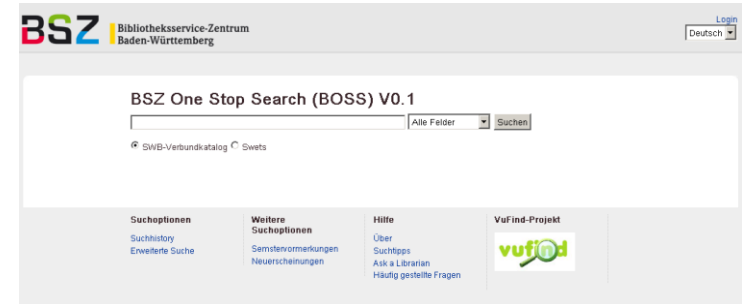 BSZ
Bibliotheksservice-Zentrum
Baden-Württemberg
Login
Deutsch
BSZ One Stop Search (BOSS) V0.1
Alle Felder
Suchen
SWB-Verbundkatalog
Swets
Suchoptionen
Suchhistory
Erweiterte Suche
Weitere
Suchoptionen
Semstervormerkungen
Neuerscheinungen
Hilfe
Über
Suchtipps
Ask a Librarian
Häufig gestellte Fragen
VuFind-Projekt
vufind